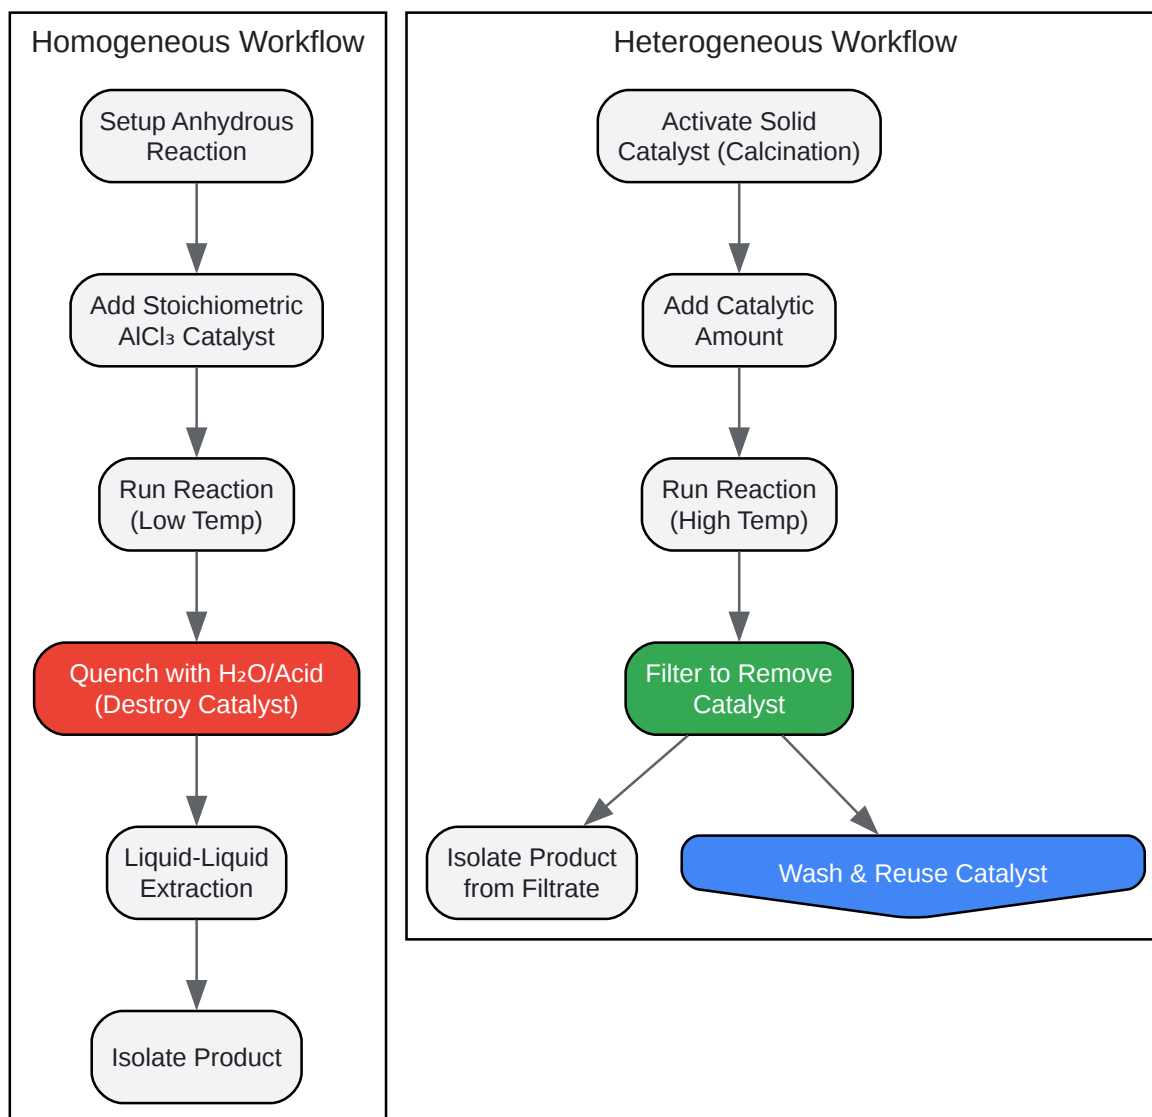 Homogeneous Workflow
Setup Anhydrous
Reaction
Add Stoichiometric
AlCl₃ Catalyst
Run Reaction
(Low Temp)
Quench with H₂O/Acid
(Destroy Catalyst)
Liquid-Liquid
Extraction
Isolate Product
Heterogeneous Workflow
Activate Solid
Catalyst (Calcination)
Add Catalytic
Amount
Run Reaction
(High Temp)
Filter to Remove
Catalyst
Isolate Product
from Filtrate
Wash & Reuse Catalyst